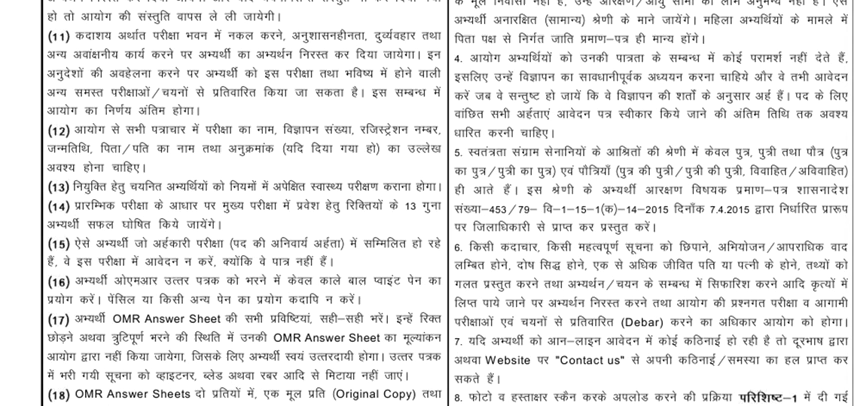 हो तो आयोग की संस्तुति वापस ले ली जायेगी।
(11) कदाशय अर्थात परीक्षा भवन में नकल करने, अनुशासनहीनता, दुर्व्यवहार तथा
अन्य अवांछनीय कार्य करने पर अभ्यर्थी का अभ्यर्थन निरस्त कर दिया जायेगा। इन
अनुदेशों की अवहेलना करने पर अभ्यर्थी को इस परीक्षा तथा भविष्य में होने वाली
अन्य समस्त परीक्षाओं/चयनों से प्रतिवारित किया जा सकता है। इस सम्बन्ध में
आयोग का निर्णय अंतिम होगा।
(12) आयोग से सभी पत्राचार में परीक्षा का नाम, विज्ञापन संख्या, रजिस्ट्रेशन नम्बर,
जन्मतिथि, पिता/पति का नाम तथा अनुक्रमांक (यदि दिया गया हो) का उल्लेख
अवश्य होना चाहिए।
(13) नियुक्ति हेतु चयनित अभ्यर्थियों को नियमों में अपेक्षित स्वास्थ्य परीक्षण कराना होगा।
(14) प्रारम्भिक परीक्षा के आधार पर मुख्य परीक्षा में प्रवेश हेतु रिक्तियों के 13 गुना
अभ्यर्थी सफल घोषित किये जायेंगे।
(15) ऐसे अभ्यर्थी जो अर्हकारी परीक्षा (पद की अनिवार्य अर्हता) में सम्मिलित हो रहे
हैं, वे इस परीक्षा में आवेदन न करें, क्योंकि वे पात्र नहीं हैं।
(16) अभ्यर्थी ओएमआर उत्तर पत्रक को भरने में केवल काले बाल प्वाइंट पेन का
प्रयोग करें। पेंसिल या किसी अन्य पेन का प्रयोग कदापि न करें।
(17) अभ्यर्थी OMR Answer Sheet की सभी प्रविष्टियां, सही-सही भरें। इन्हें रिक्त
छोड़ने अथवा त्रुटिपूर्ण भरने की स्थिति में उनकी OMR Answer Sheet का मूल्यांकन
आयोग द्वारा नहीं किया जायेगा, जिसके लिए अभ्यर्थी स्वयं उत्तरदायी होगा। उत्तर पत्रक
में भरी गयी सूचना को व्हाइटनर, ब्लेड अथवा रबर आदि से मिटाया नहीं जाएं।
(18) OMR Answer Sheets दो प्रतियों में, एक मूल प्रति (Original Copy) तथा
के मूल निवासी नहीं हैं, उन्हें आरक्षण/आयु सीमा का लाभ अनुमन्य नहीं है। ऐसे
अभ्यर्थी अनारक्षित (सामान्य) श्रेणी के माने जायेंगे। महिला अभ्यर्थियों के मामले में
पिता पक्ष से निर्गत जाति प्रमाण-पत्र ही मान्य होंगे।
4. आयोग अभ्यर्थियों को उनकी पात्रता के सम्बन्ध में कोई परामर्श नहीं देते हैं,
इसलिए उन्हें विज्ञापन का सावधानीपूर्वक अध्ययन करना चाहिये और वे तभी आवेदन
करें जब वे सन्तुष्ट हो जायें कि वे विज्ञापन की शर्तों के अनुसार अर्ह हैं। पद के लिए
वांछित सभी अर्हताएं आवेदन पत्र स्वीकार किये जाने की अंतिम तिथि तक अवश्य
धारित करनी चाहिए।
5. स्वतंत्रता संग्राम सेनानियों के आश्रितों की श्रेणी में केवल पुत्र, पुत्री तथा पौत्र (पुत्र
का पुत्र/पुत्री का पुत्र) एवं पौत्रियाँ (पुत्र की पुत्री/पुत्री की पुत्री, विवाहित/अविवाहित)
ही आते हैं। इस श्रेणी के अभ्यर्थी आरक्षण विषयक प्रमाण-पत्र शासनादेश
संख्या-453/79- वि-1-15-1(क)-14-2015 दिनाँक 7.4.2015 द्वारा निर्धारित प्रारूप
पर जिलाधिकारी से प्राप्त कर प्रस्तुत करें।
6. किसी कदाचार, किसी महत्वपूर्ण सूचना को छिपाने, अभियोजन/आपराधिक वाद
लम्बित होने, दोष सिद्ध होने, एक से अधिक जीवित पति या पत्नी के होने, तथ्यों को
गलत प्रस्तुत करने तथा अभ्यर्थन/चयन के सम्बन्ध में सिफारिश करने आदि कृत्यों में
लिप्त पाये जाने पर अभ्यर्थन निरस्त करने तथा आयोग की प्रश्नगत परीक्षा व आगामी
परीक्षाओं एवं चयनों से प्रतिवारित (Debar) करने का अधिकार आयोग को होगा।
7. यदि अभ्यर्थी को आन-लाइन आवेदन में कोई कठिनाई हो रही है तो दूरभाष द्वारा
अथवा Website पर "Contact us" से अपनी कठिनाई/समस्या का हल प्राप्त कर
सकते हैं।
8. फोटो व हस्ताक्षर स्कैन करके अपलोड करने की प्रक्रिया परिशिष्ट-1 में दी गई